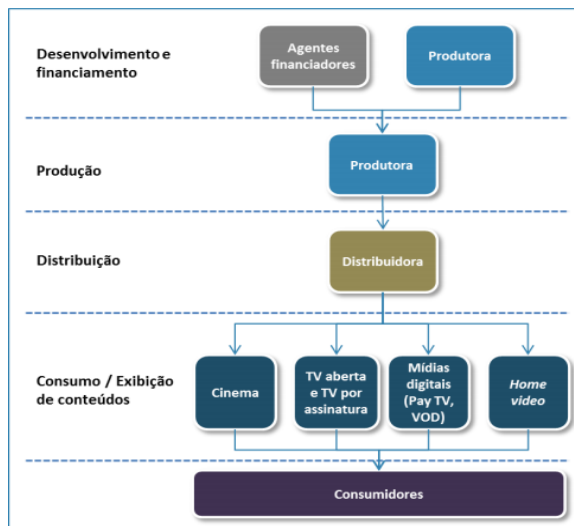 Desenvolvimento e
financiamento
Agentes
financiadores
Produtora
Produção
Produtora
Distribuição
Distribuidora
Consumo / Exibição
de conteúdos
Cinema
TV aberta
e TV por
assinatura
Mídias
digitais
(Pay TV,
VOD)
Home
video
Consumidores